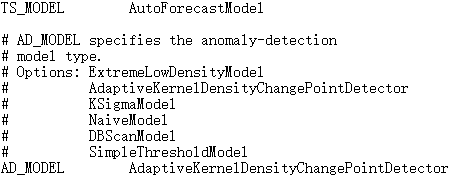 TS_MODEL AutoForecastModel
# AD_MODEL specifies the anomaly-detection
# model type.
# Options: ExtremeLowDensityModel
# AdaptiveKernelDensityChangePointDetector
# KSigmaModel
# NaiveModel
# DBScanModel
# SimpleThresholdModel
AD_MODEL AdaptiveKernelDensityChangePointDetector